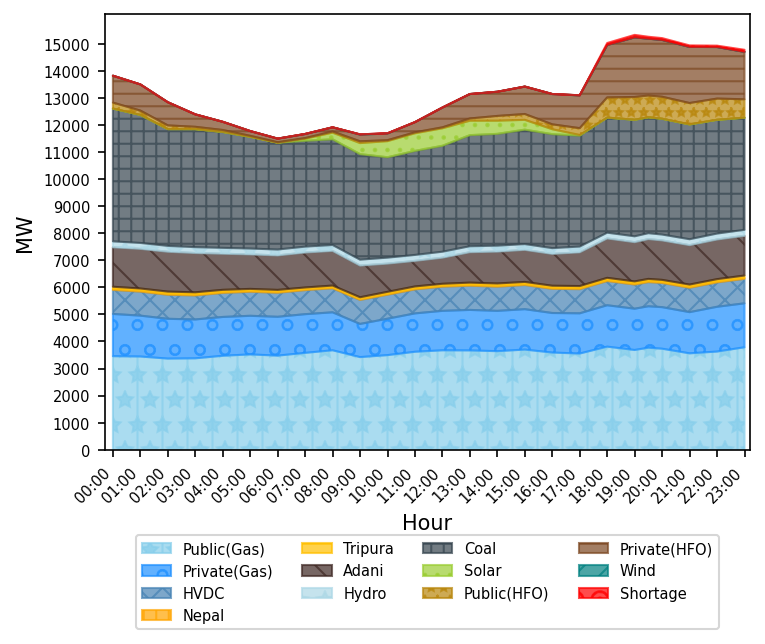 15000
14000
13000
12000
11000
10000
9000
8000
7000
6000
5000
4000
3000
2000
1000
0
MW
00:00 01:00 02:00 03:00 04:00 05:00 06:00 07:00 08:00 09:00 10:00 11:00 12:00 13:00 14:00 15:00 16:00 17:00 18:00 19:00 20:00 21:00 22:00 23:00
Hour
Public(Gas) Tripura Coal Private(HFO)
Private(Gas) Adani Solar Wind
HVDC Hydro Public(HFO) Shortage
Nepal